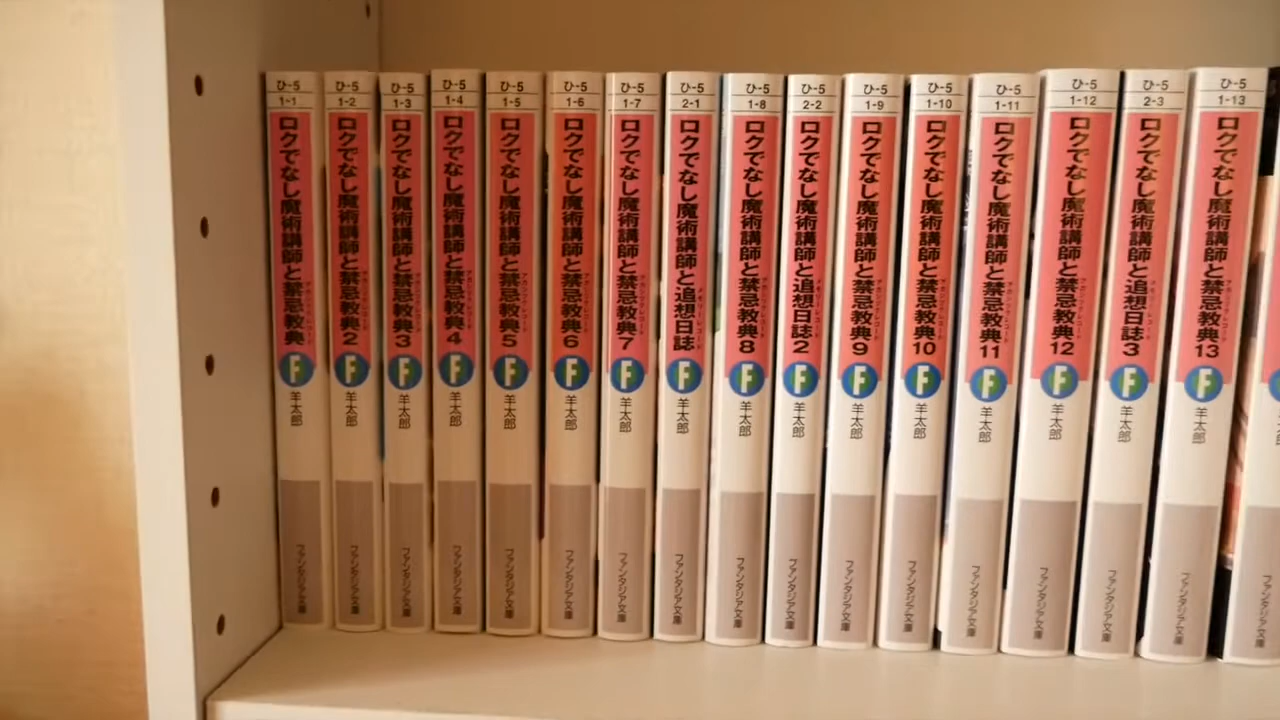 ひ-5
1-1
ロクでなし魔術講師と禁忌教典
F
羊太郎
ファンタジア文庫
ひ-5
1-2
ロクでなし魔術講師と禁忌教典2
F
羊太郎
ファンタジア文庫
ひ-5
1-3
ロクでなし魔術講師と禁忌教典3
F
羊太郎
ファンタジア文庫
ひ-5
1-4
ロクでなし魔術講師と禁忌教典4
F
羊太郎
ファンタジア文庫
ひ-5
1-5
ロクでなし魔術講師と禁忌教典5
F
羊太郎
ファンタジア文庫
ひ-5
1-6
ロクでなし魔術講師と禁忌教典6
F
羊太郎
ファンタジア文庫
ひ-5
1-7
ロクでなし魔術講師と禁忌教典7
F
羊太郎
ファンタジア文庫
ひ-5
2-1
ロクでなし魔術講師と追想日誌
F
羊太郎
ファンタジア文庫
ひ-5
1-8
ロクでなし魔術講師と禁忌教典8
F
羊太郎
ファンタジア文庫
ひ-5
2-2
ロクでなし魔術講師と追想日誌2
F
羊太郎
ファンタジア文庫
ひ-5
1-9
ロクでなし魔術講師と禁忌教典9
F
羊太郎
ファンタジア文庫
ひ-5
1-10
ロクでなし魔術講師と禁忌教典10
F
羊太郎
ファンタジア文庫
ひ-5
1-11
ロクでなし魔術講師と禁忌教典11
F
羊太郎
ファンタジア文庫
ひ-5
1-12
ロクでなし魔術講師と禁忌教典12
F
羊太郎
ファンタジア文庫
ひ-5
2-3
ロクでなし魔術講師と追想日誌3
F
羊太郎
ファンタジア文庫
ひ-5
1-13
ロクでなし魔術講師と禁忌教典13
F
羊太郎
ファンタジア文庫